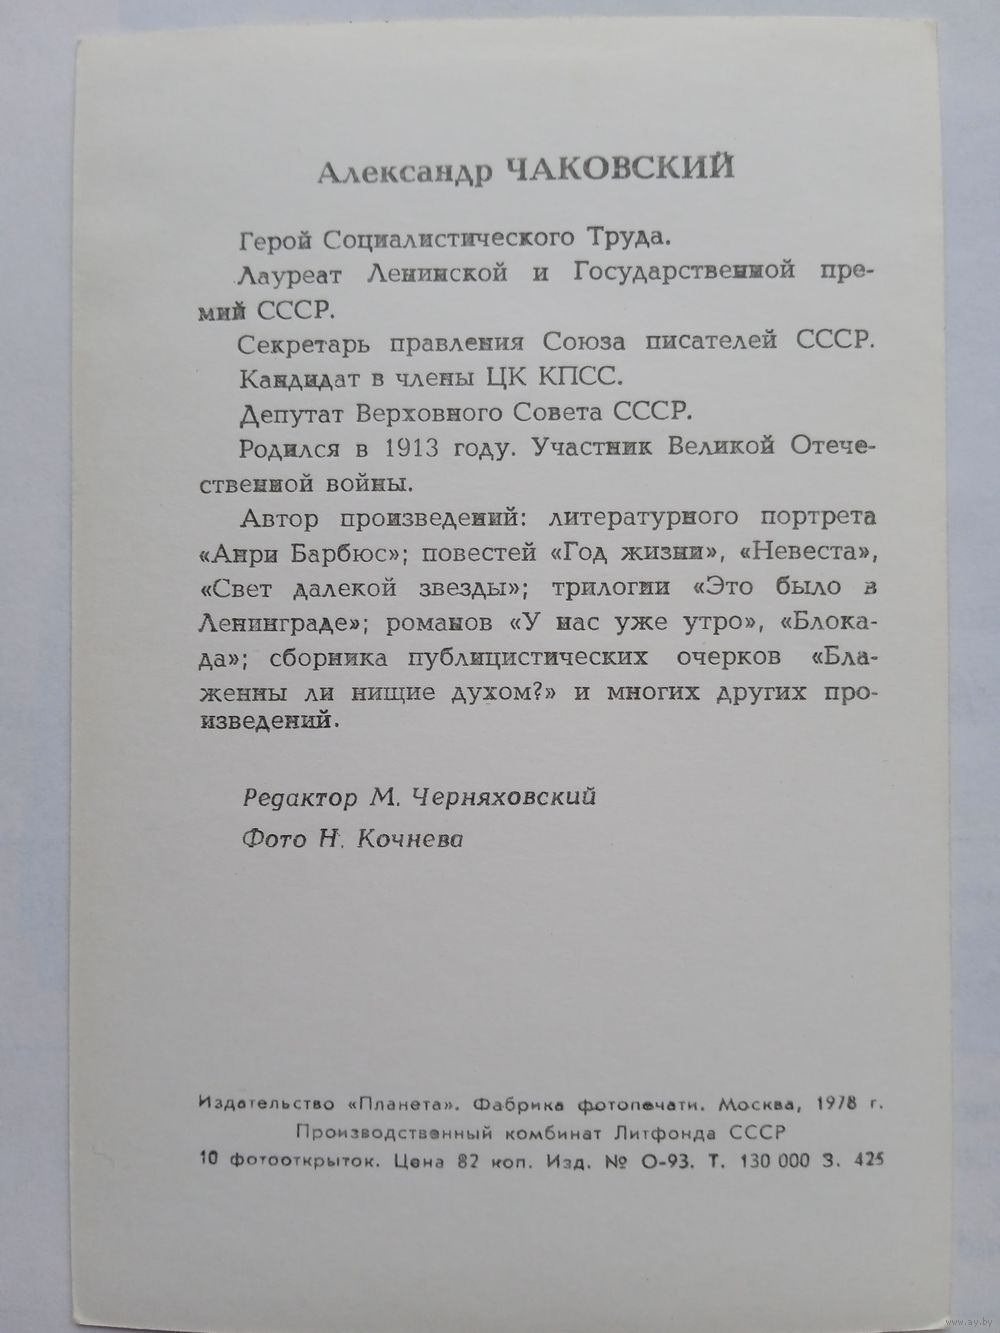 Александр ЧАКОВСКИЙ
Герой Социалистического Труда.
Лауреат Ленинской и Государственной пре-
мий СССР.
Секретарь правления Союза писателей СССР.
Кандидат в члены ЦК КПСС.
Депутат Верховного Совета СССР.
Родился в 1913 году. Участник Великой Отече-
ственной войны.
Автор произведений: литературного портрета
«Анри Барбюс»; повестей «Год жизни», «Невеста»,
«Свет далекой звезды»; трилогии «Это было в
Ленинграде»; романов «У нас уже утро», «Блока-
да»; сборника публицистических очерков «Бла-
женны ли нищие духом?» и многих других про-
изведений.
Редактор М. Черняховский
Фото Н. Кочнева
Издательство «Планета». Фабрика фотопечати. Москва, 1978 г.
Производственный комбинат Литфонда СССР
10 фотооткрыток. Цена 82 коп. Изд. № О-93. Т. 130 000 З. 425
www.ay.by